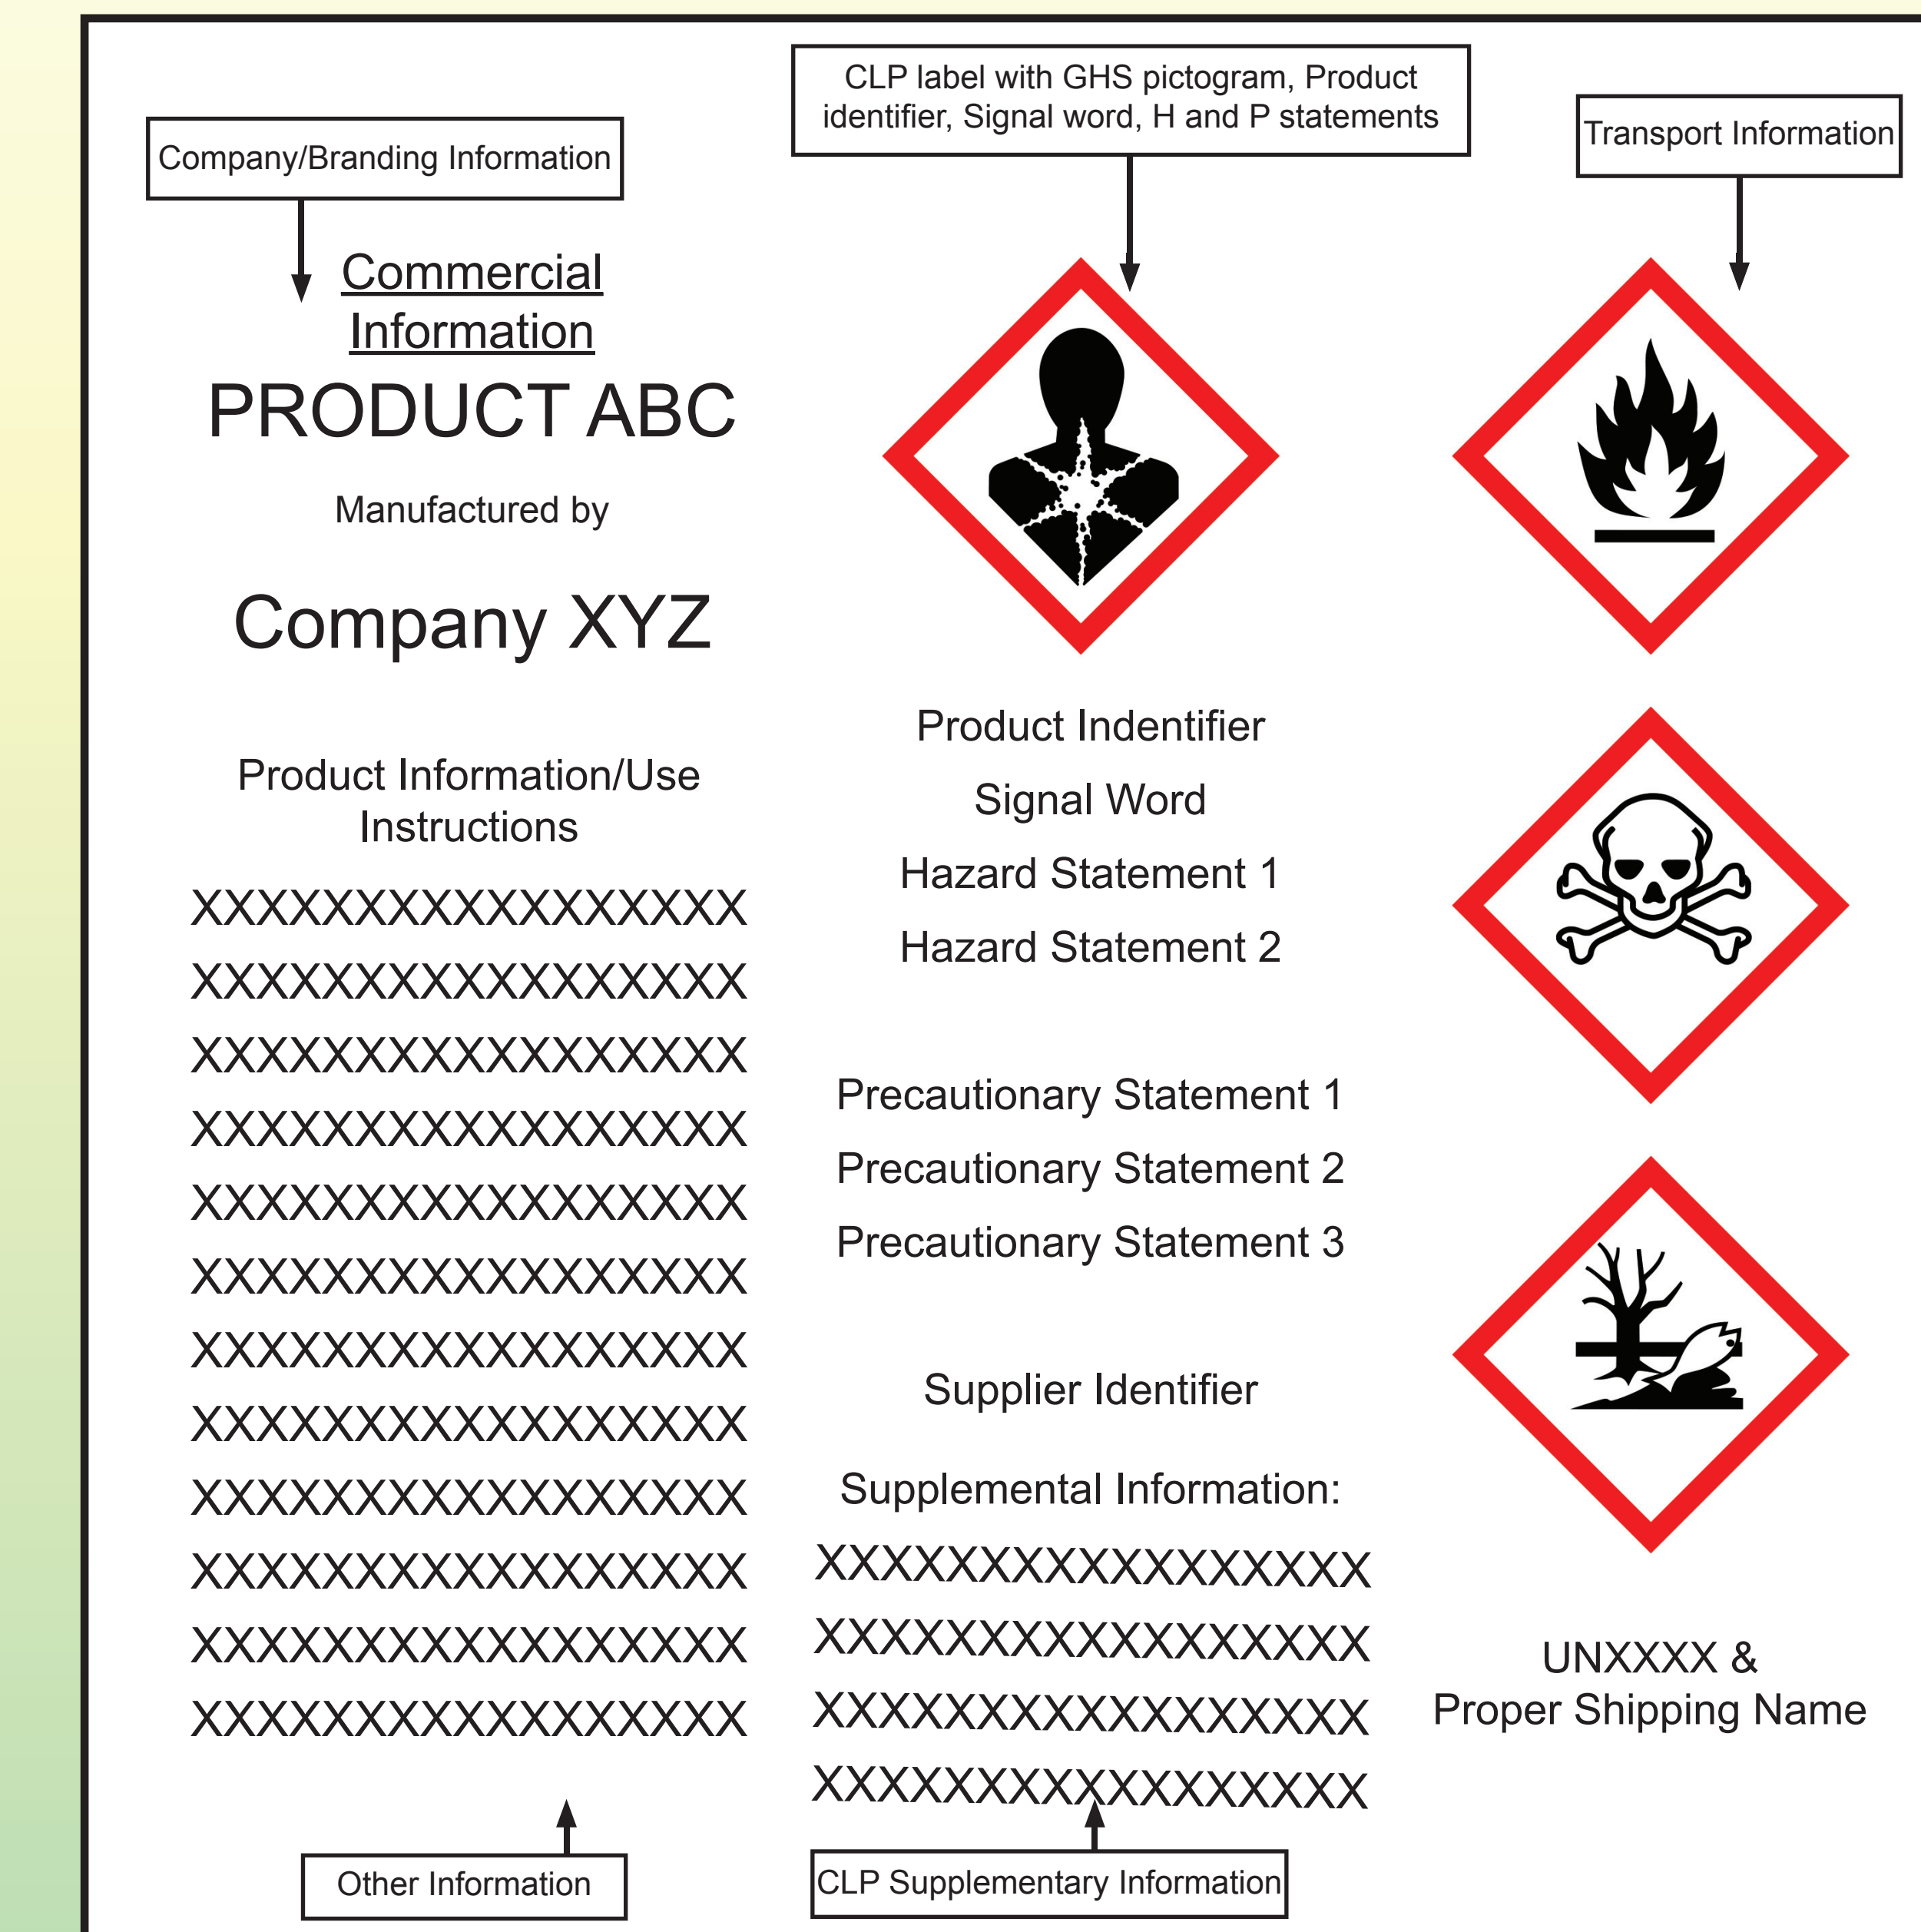 Company/Branding Information
CLP label with GHS pictogram, Product
identifier, Signal word, H and P statements
Transport Information
Commercial
Information
PRODUCT ABC
Manufactured by
Company XYZ
Product Information/Use
Instructions
XXXXXXXXXXXXXXXXX
XXXXXXXXXXXXXXXXX
XXXXXXXXXXXXXXXXX
XXXXXXXXXXXXXXXXX
XXXXXXXXXXXXXXXXX
XXXXXXXXXXXXXXXXX
XXXXXXXXXXXXXXXXX
XXXXXXXXXXXXXXXXX
XXXXXXXXXXXXXXXXX
XXXXXXXXXXXXXXXXX
XXXXXXXXXXXXXXXXX
XXXXXXXXXXXXXXXXX
Other Information
Product Indentifier
Signal Word
Hazard Statement 1
Hazard Statement 2
Precautionary Statement 1
Precautionary Statement 2
Precautionary Statement 3
Supplier Identifier
Supplemental Information:
XXXXXXXXXXXXXXXXX
XXXXXXXXXXXXXXXXX
XXXXXXXXXXXXXXXXX
XXXXXXXXXXXXXXXXX
CLP Supplementary Information
UNXXXX &
Proper Shipping Name